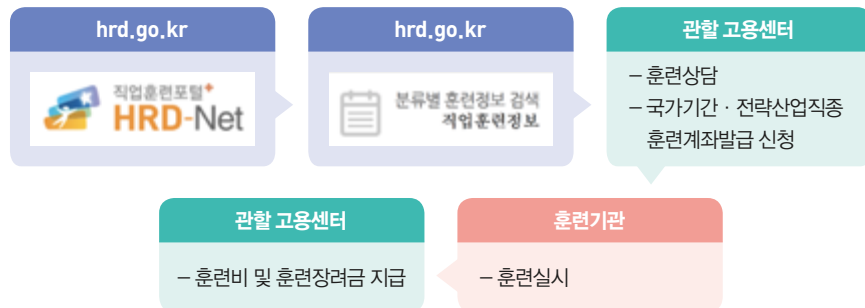 hrd.go.kr
직업훈련포털+
HRD-Net
hrd.go.kr
분류별 훈련정보 검색
직업훈련정보
관할 고용센터
– 훈련상담
– 국가기간 · 전략산업직종
훈련계좌발급 신청
훈련기관
– 훈련실시
관할 고용센터
– 훈련비 및 훈련장려금 지급